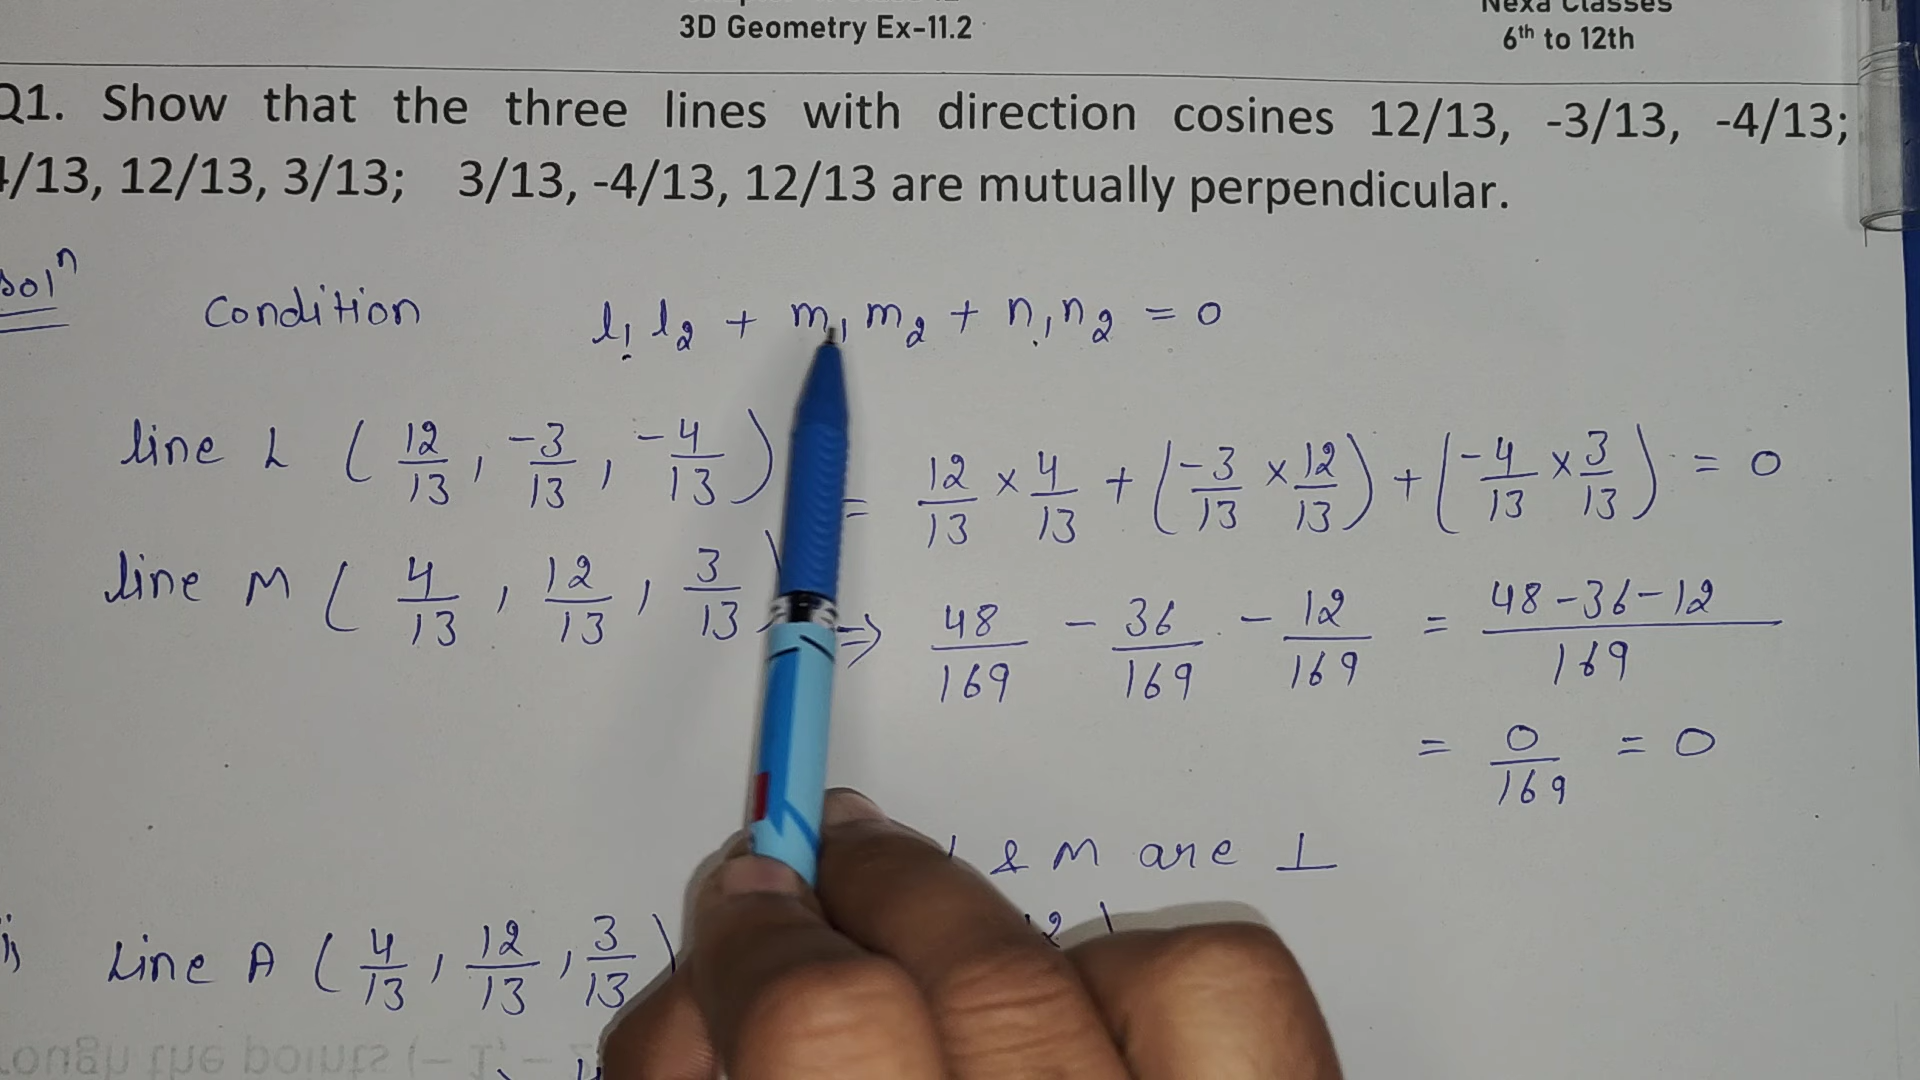 3D Geometry Ex-11.2
Nexa Classes
6th to 12th
Q1. Show that the three lines with direction cosines 12/13, -3/13, -4/13;
4/13, 12/13, 3/13; 3/13, -4/13, 12/13 are mutually perpendicular.
Solⁿ
Condition l₁ l₂ + m₁ m₂ + n₁ n₂ = 0
line L ( 12/13 , -3/13 , -4/13 )
= 12/13 × 4/13 + ( -3/13 × 12/13 ) + ( -4/13 × 3/13 ) = 0
line M ( 4/13 , 12/13 , 3/13 )
⇒ 48/169 - 36/169 - 12/169 = 48-36-12/169
= 0/169 = 0
& M are ⊥
Line A ( 4/13 , 12/13 , 3/13 )